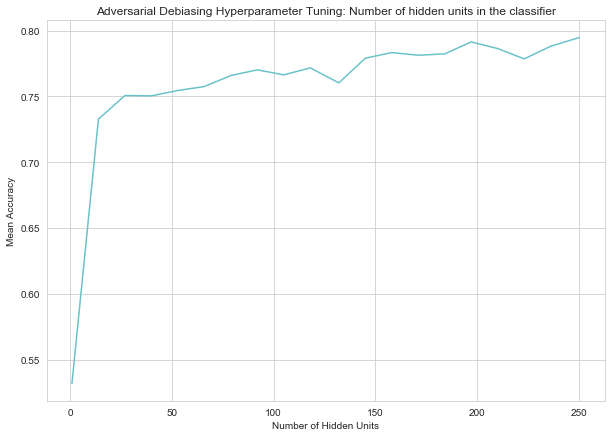 Adversarial Debiasing Hyperparameter Tuning: Number of hidden units in the classifier
0.80
0.75
0.70
0.65
0.60
0.55
Mean Accuracy
0 50 100 150 200 250
Number of Hidden Units